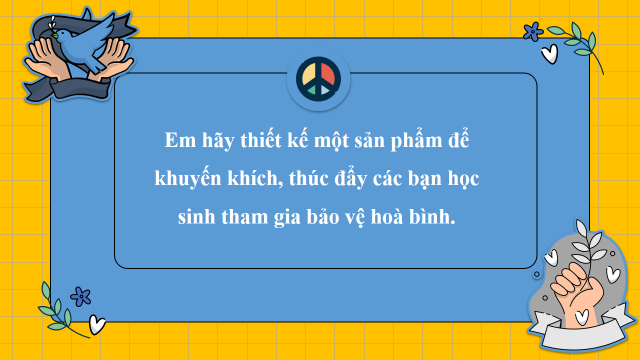 Em hãy thiết kế một sản phẩm để
khuyến khích, thúc đẩy các bạn học
sinh tham gia bảo vệ hoà bình.